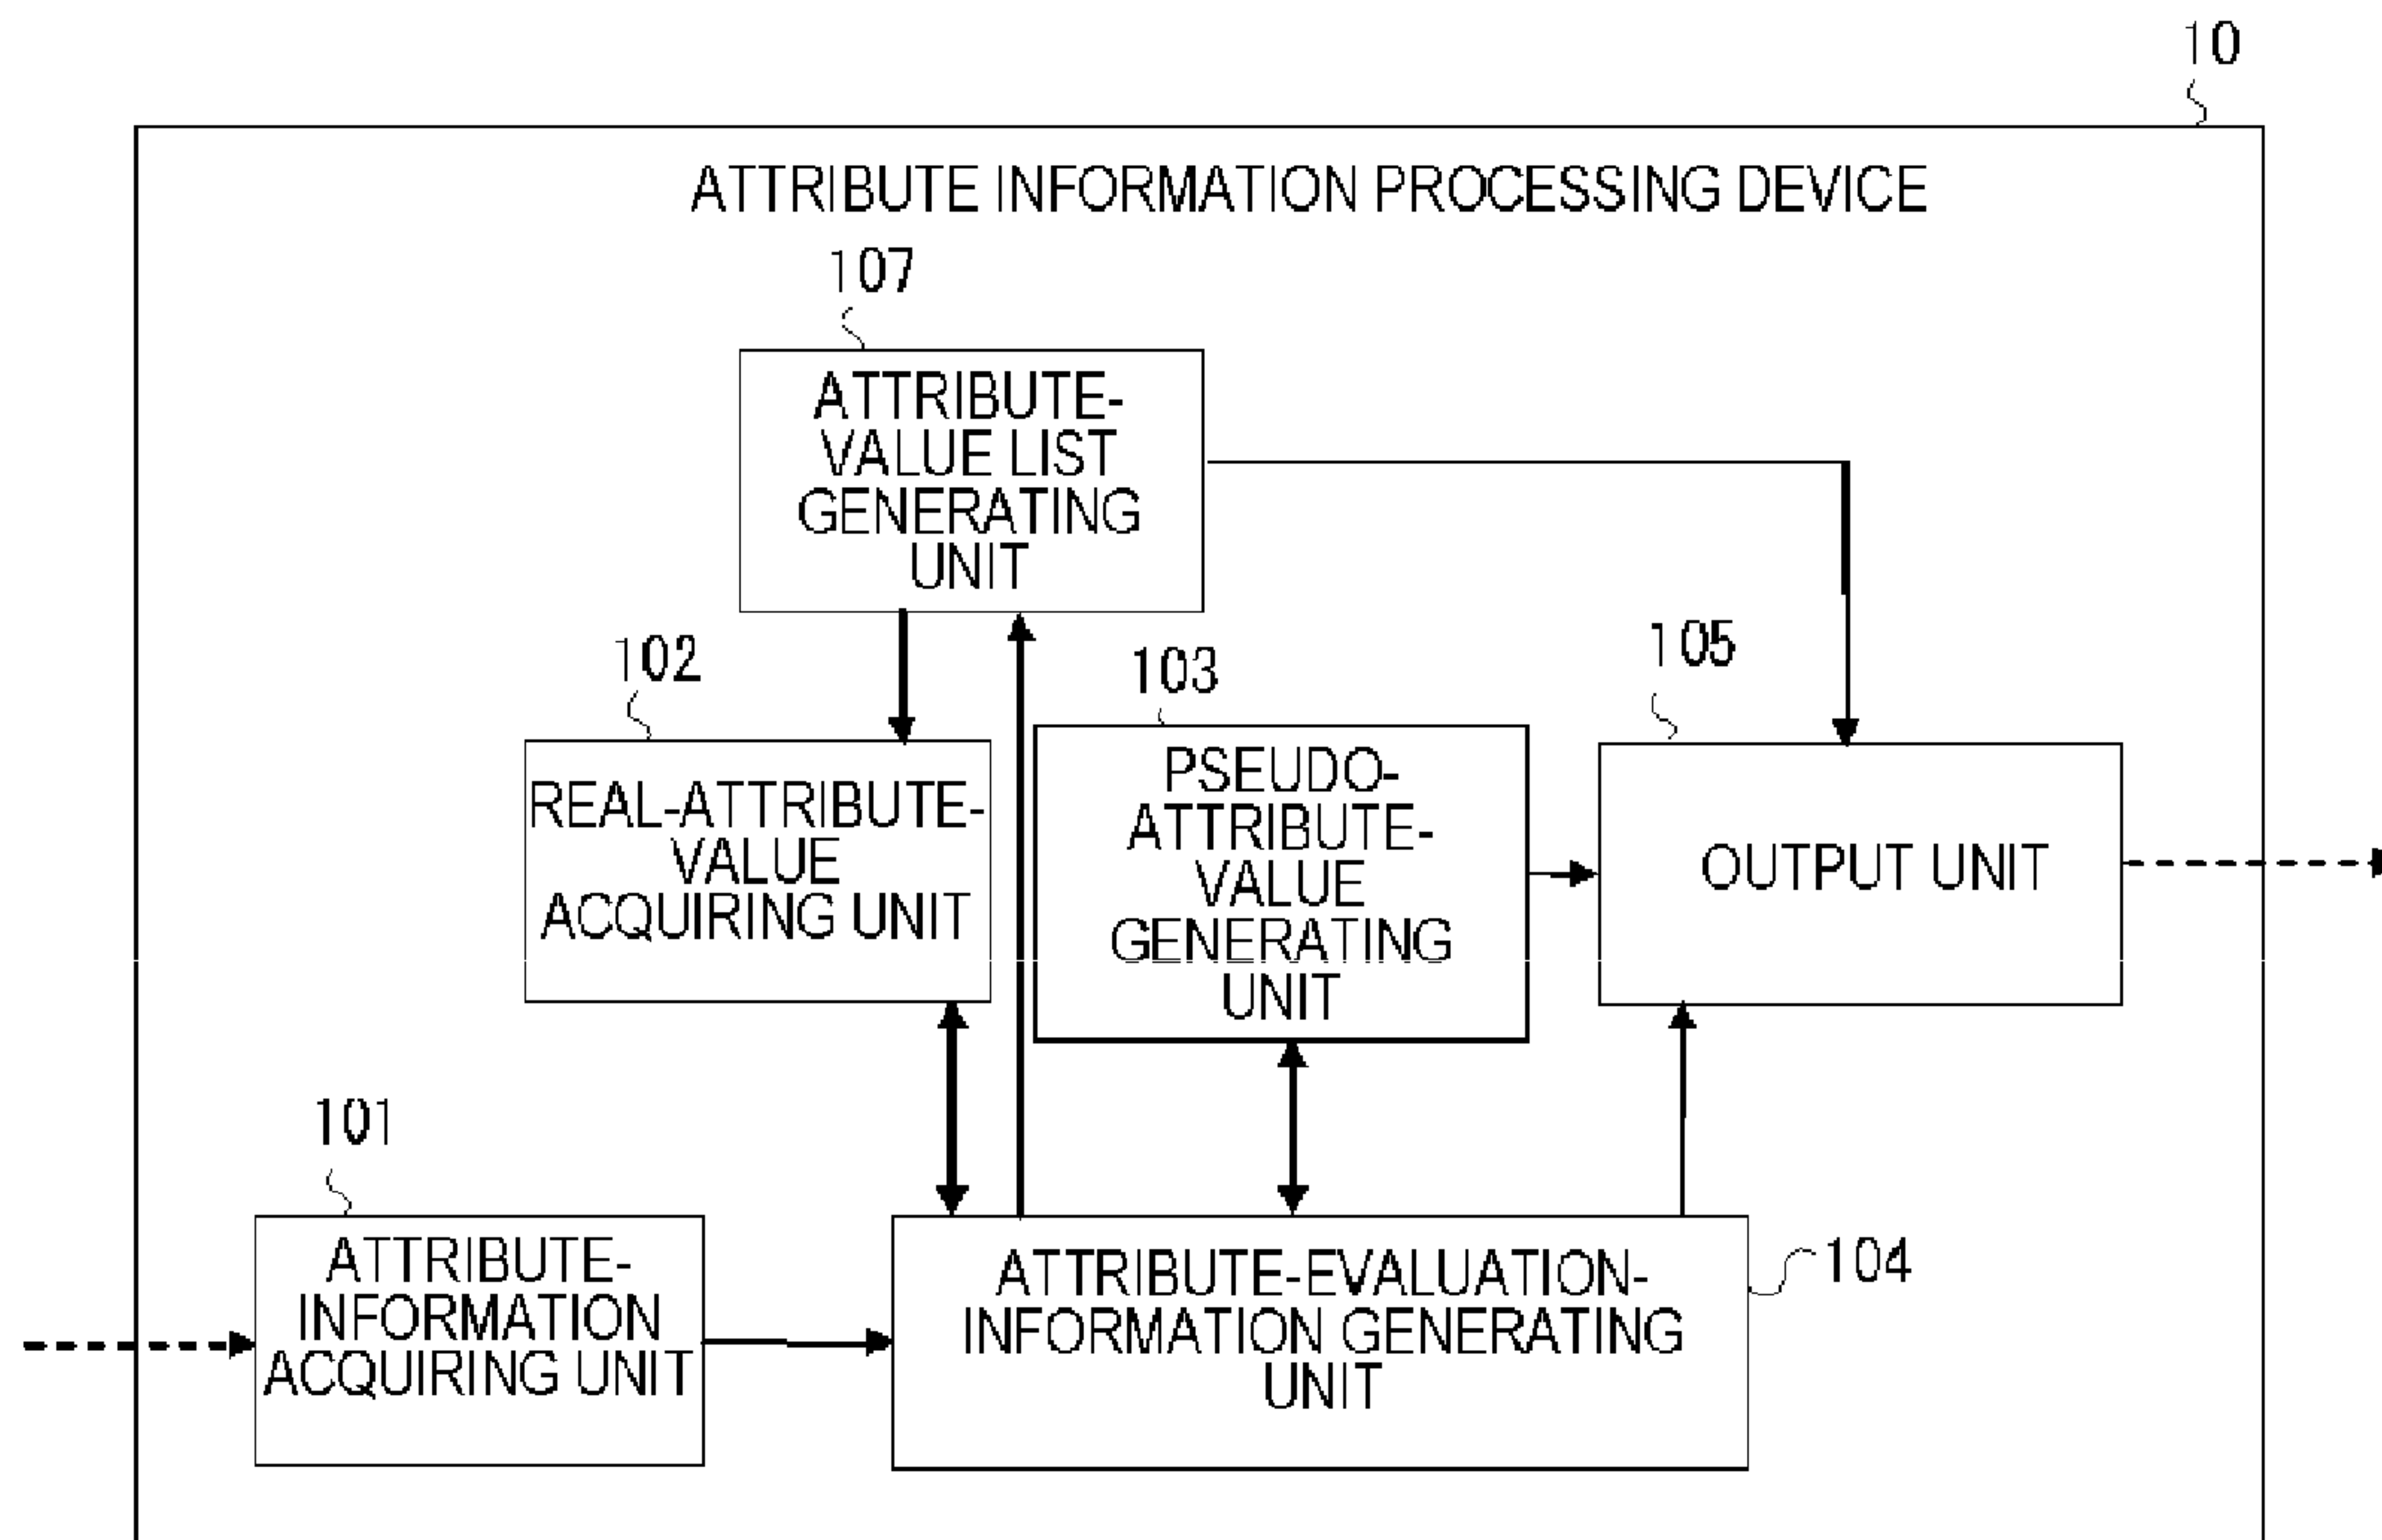 10
ATTRIBUTE INFORMATION PROCESSING DEVICE
107
ATTRIBUTE-
VALUE LIST
GENERATING
UNIT
102
REAL-ATTRIBUTE-
VALUE
ACQUIRING UNIT
103
PSEUDO-
ATTRIBUTE-
VALUE
GENERATING
UNIT
105
OUTPUT UNIT
101
ATTRIBUTE-
INFORMATION
ACQUIRING UNIT
ATTRIBUTE-EVALUATION-
INFORMATION GENERATING
UNIT
104